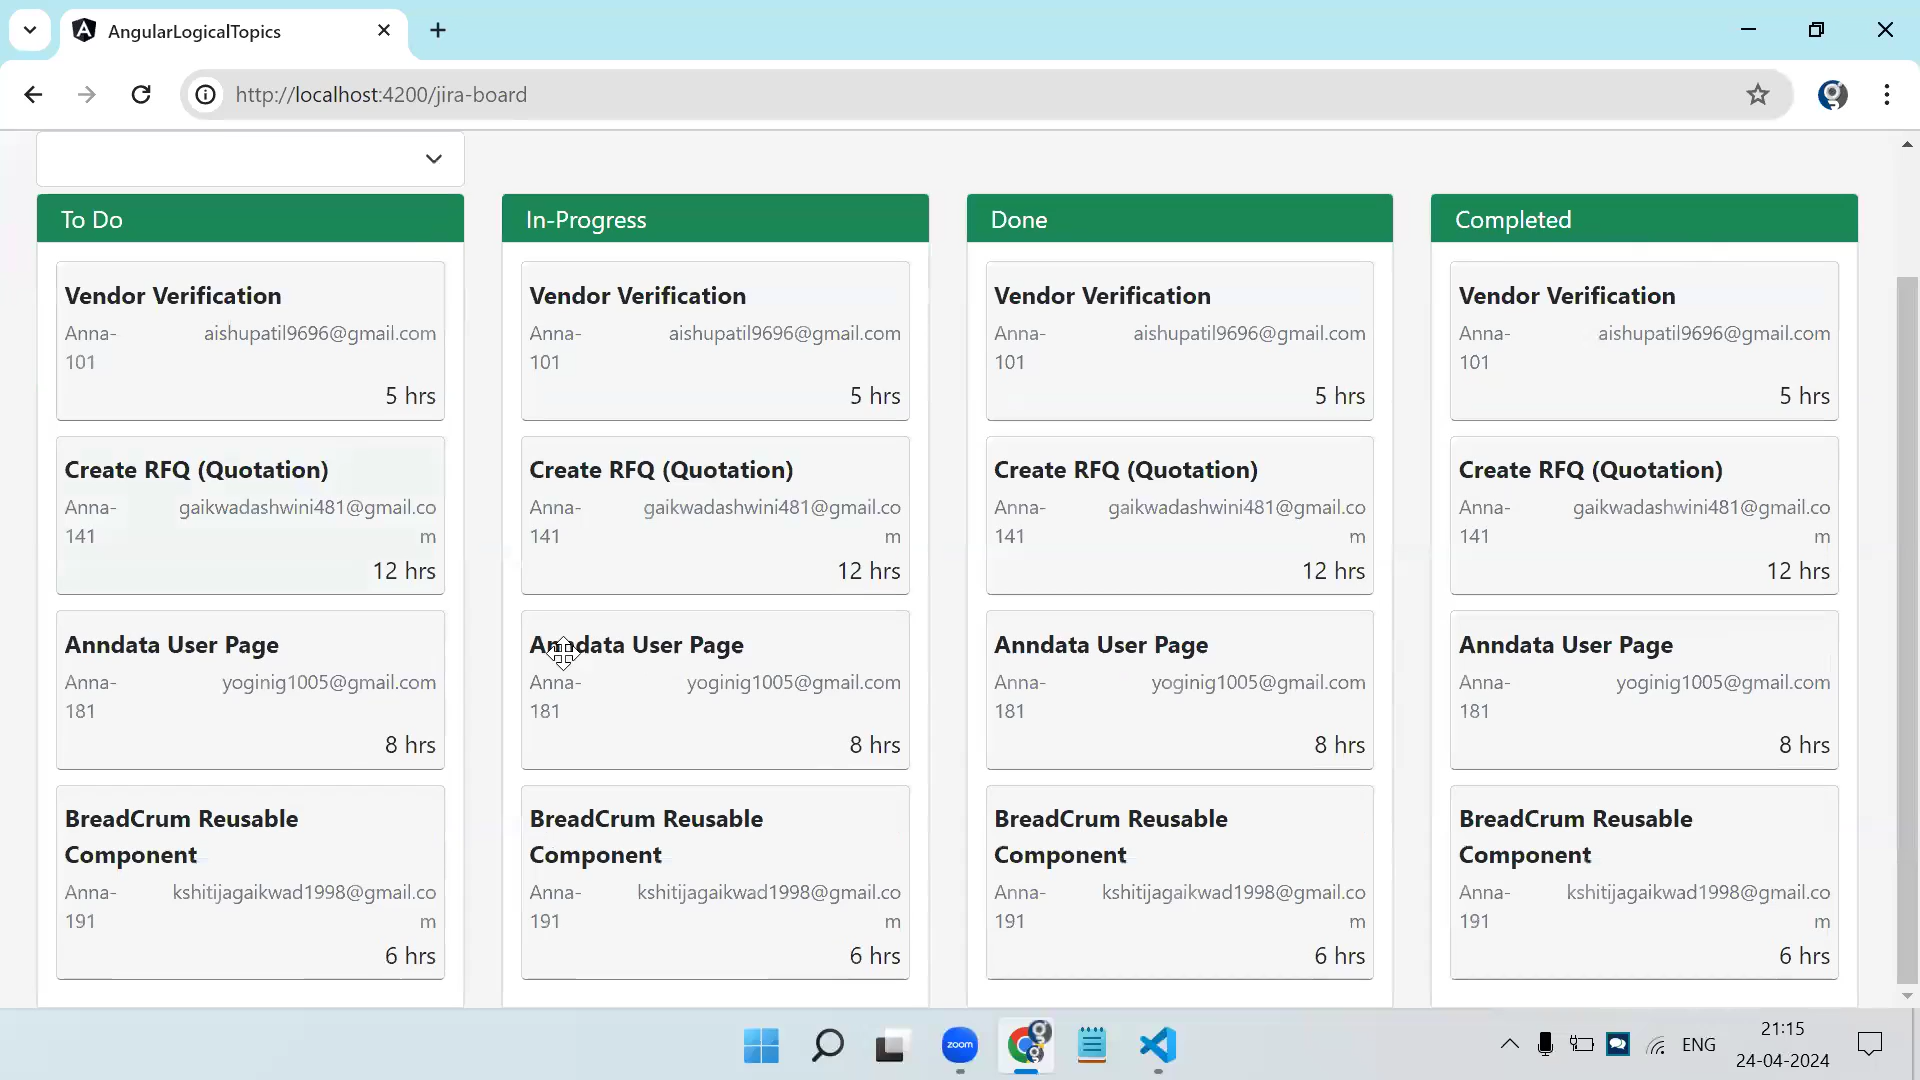 AngularLogicalTopics
http://localhost:4200/jira-board
To Do
Vendor Verification
Anna-
101
aishupatil9696@gmail.com
5 hrs
Create RFQ (Quotation)
Anna-
141
gaikwadashwini481@gmail.co
m
12 hrs
Anndata User Page
Anna-
181
yoginig1005@gmail.com
8 hrs
BreadCrum Reusable
Component
Anna-
191
kshitijagaikwad1998@gmail.co
m
6 hrs
In-Progress
Vendor Verification
Anna-
101
aishupatil9696@gmail.com
5 hrs
Create RFQ (Quotation)
Anna-
141
gaikwadashwini481@gmail.co
m
12 hrs
Anndata User Page
Anna-
181
yoginig1005@gmail.com
8 hrs
BreadCrum Reusable
Component
Anna-
191
kshitijagaikwad1998@gmail.co
m
6 hrs
Done
Vendor Verification
Anna-
101
aishupatil9696@gmail.com
5 hrs
Create RFQ (Quotation)
Anna-
141
gaikwadashwini481@gmail.co
m
12 hrs
Anndata User Page
Anna-
181
yoginig1005@gmail.com
8 hrs
BreadCrum Reusable
Component
Anna-
191
kshitijagaikwad1998@gmail.co
m
6 hrs
Completed
Vendor Verification
Anna-
101
aishupatil9696@gmail.com
5 hrs
Create RFQ (Quotation)
Anna-
141
gaikwadashwini481@gmail.co
m
12 hrs
Anndata User Page
Anna-
181
yoginig1005@gmail.com
8 hrs
BreadCrum Reusable
Component
Anna-
191
kshitijagaikwad1998@gmail.co
m
6 hrs
zoom
ENG
21:15
24-04-2024